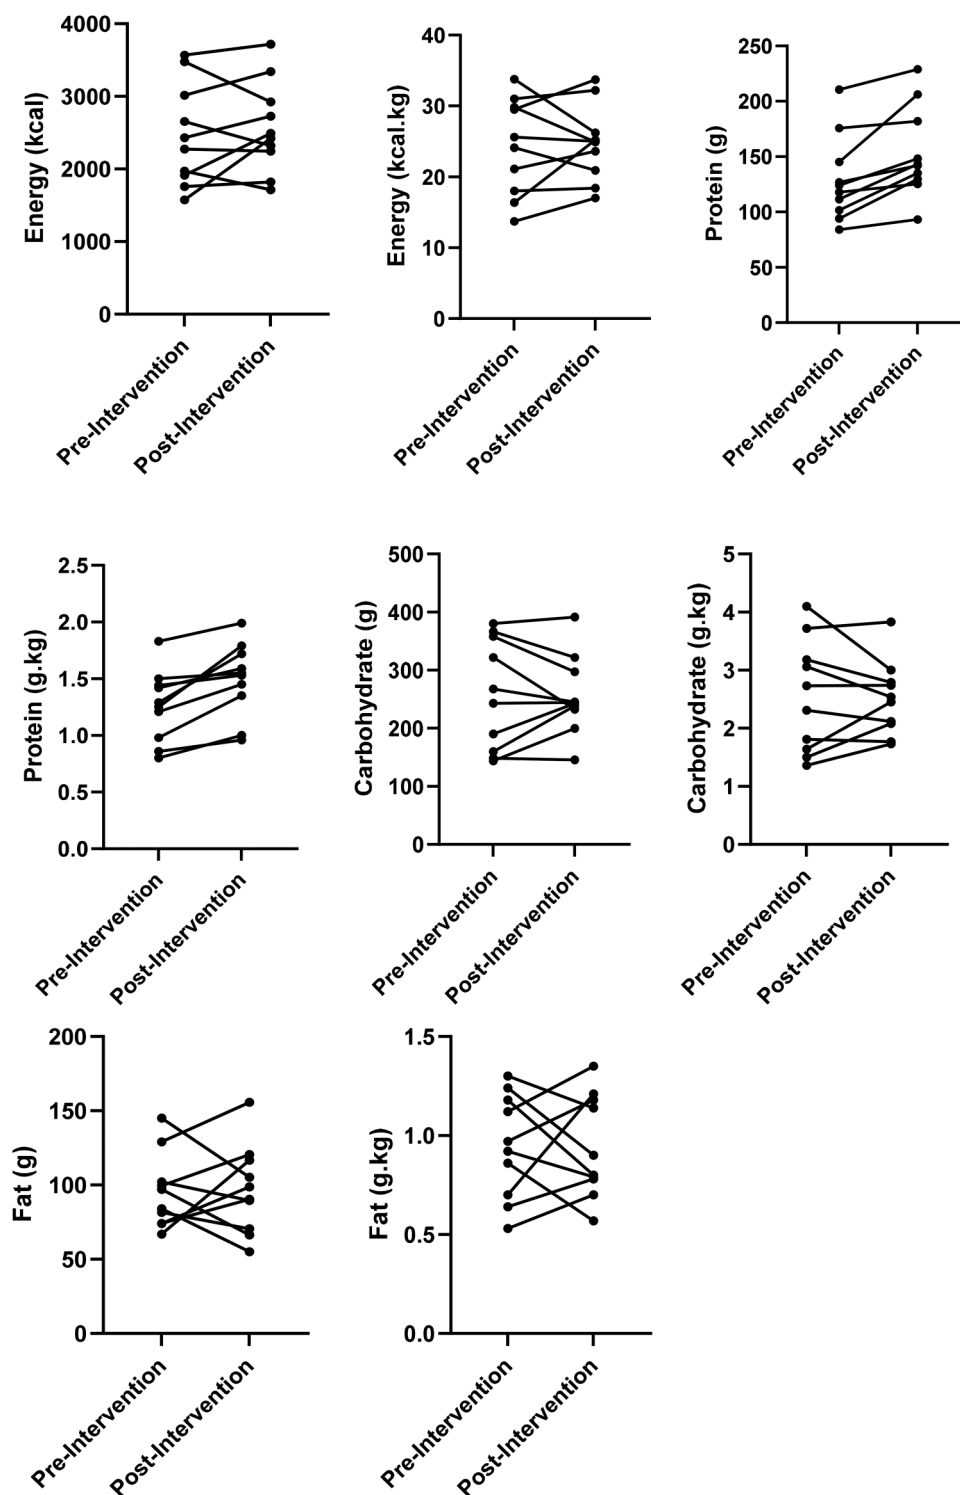 Energy (kcal)
4000
3000
2000
1000
0
Pre-Intervention
Post-Intervention
Energy (kcal.kg)
40
30
20
10
0
Pre-Intervention
Post-Intervention
Protein (g)
250
200
150
100
50
0
Pre-Intervention
Post-Intervention
Protein (g.kg)
2.5
2.0
1.5
1.0
0.5
0.0
Pre-Intervention
Post-Intervention
Carbohydrate (g)
500
400
300
200
100
0
Pre-Intervention
Post-Intervention
Carbohydrate (g.kg)
5
4
3
2
1
0
Pre-Intervention
Post-Intervention
Fat (g)
200
150
100
50
0
Pre-Intervention
Post-Intervention
Fat (g.kg)
1.5
1.0
0.5
0.0
Pre-Intervention
Post-Intervention